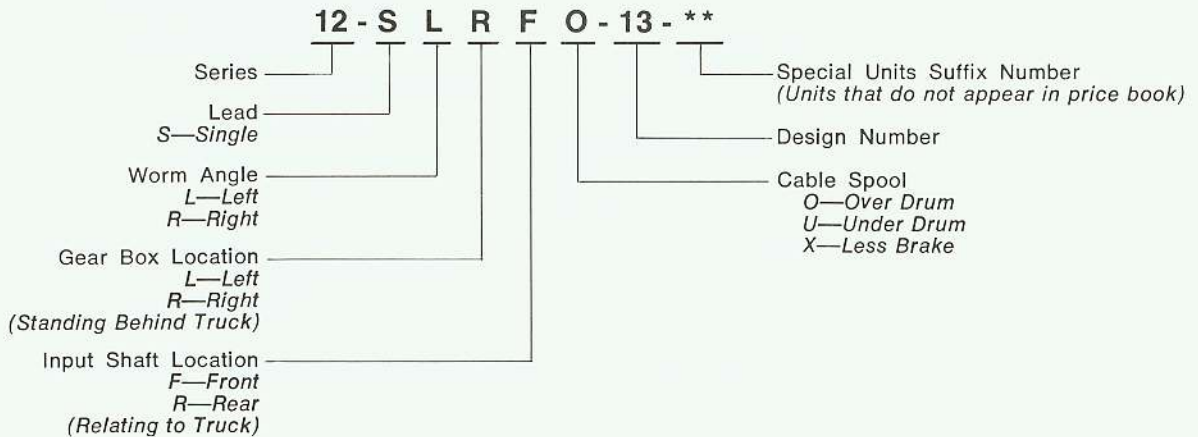 12 - S L R F O - 13 - **
Series
Lead
S—Single
Worm Angle
L—Left
R—Right
Gear Box Location
L—Left
R—Right
(Standing Behind Truck)
Input Shaft Location
F—Front
R—Rear
(Relating to Truck)
Special Units Suffix Number
(Units that do not appear in price book)
Design Number
Cable Spool
O—Over Drum
U—Under Drum
X—Less Brake